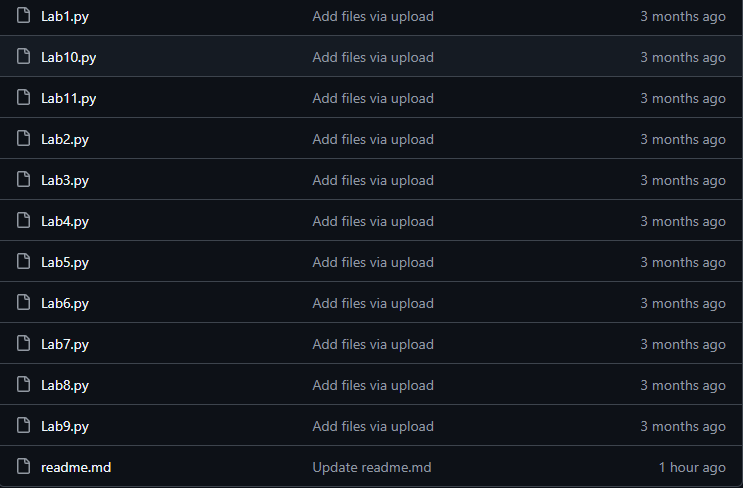 Lab1.py Add files via upload 3 months ago
Lab10.py Add files via upload 3 months ago
Lab11.py Add files via upload 3 months ago
Lab2.py Add files via upload 3 months ago
Lab3.py Add files via upload 3 months ago
Lab4.py Add files via upload 3 months ago
Lab5.py Add files via upload 3 months ago
Lab6.py Add files via upload 3 months ago
Lab7.py Add files via upload 3 months ago
Lab8.py Add files via upload 3 months ago
Lab9.py Add files via upload 3 months ago
readme.md Update readme.md 1 hour ago